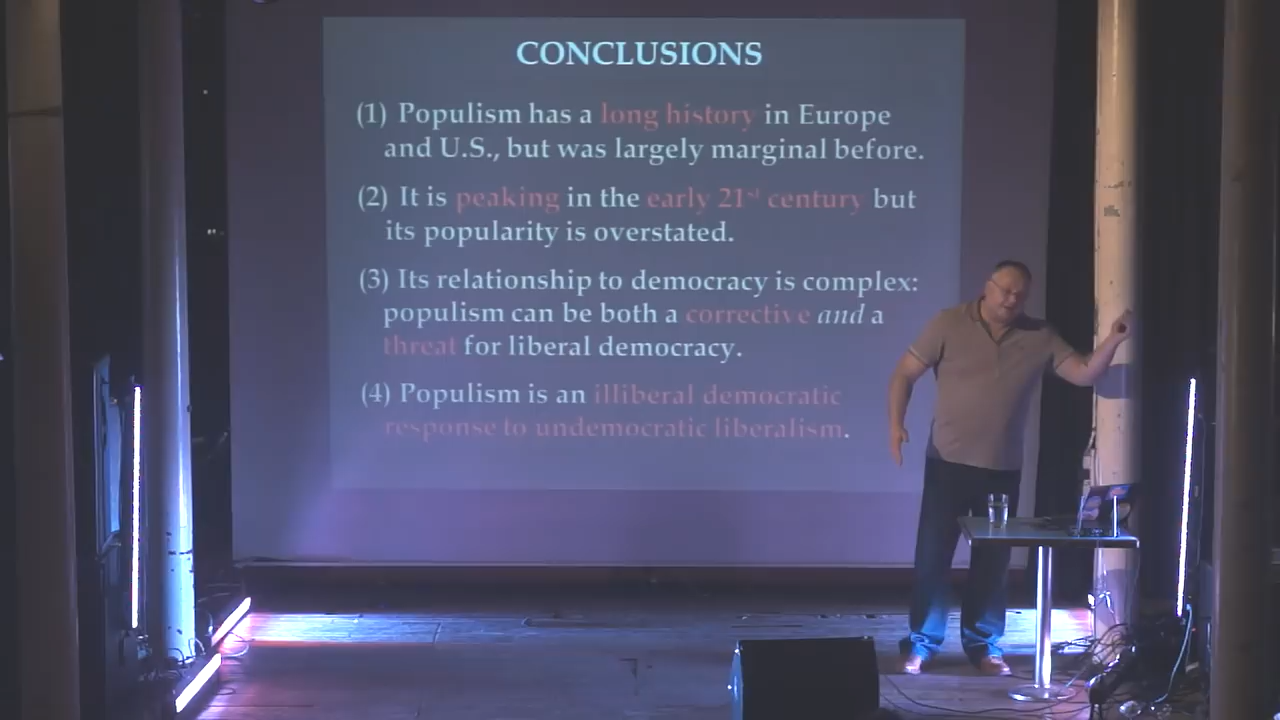 CONCLUSIONS
(1) Populism has a long history in Europe
and U.S., but was largely marginal before.
(2) It is peaking in the early 21st century but
its popularity is overstated.
(3) Its relationship to democracy is complex:
populism can be both a corrective and a
threat for liberal democracy.
(4) Populism is an illiberal democratic
response to undemocratic liberalism.